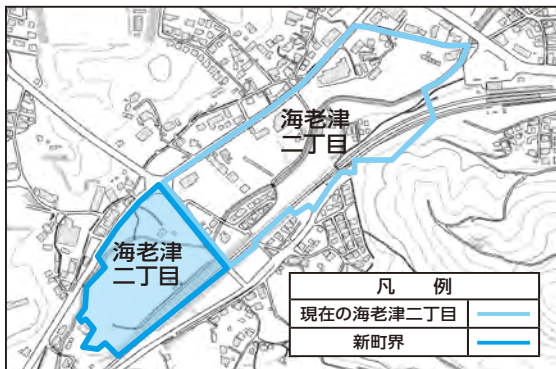 海老津
二丁目
海老津
二丁目
凡 例
現在の海老津二丁目
新町界